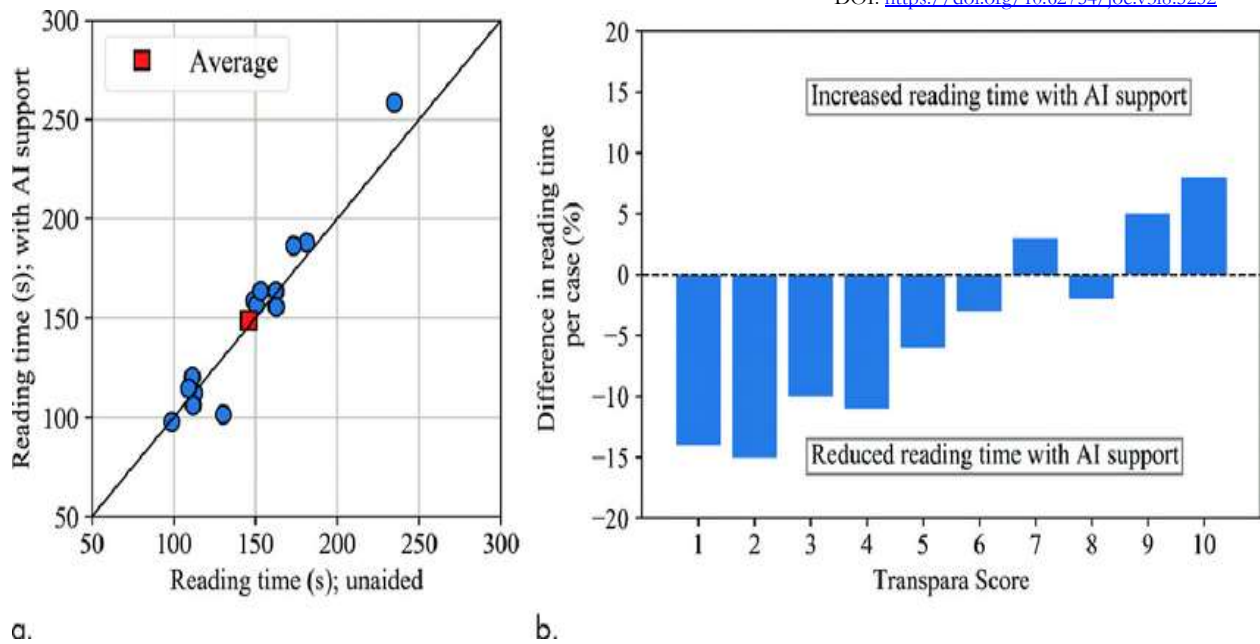 DOI:
300
250
200
150
100
50
Reading time (s); with AI support
Average
50 100 150 200 250 300
Reading time (s); unaided
a.
20
15
10
5
0
−5
−10
−15
−20
Difference in reading time
per case (%)
Increased reading time with AI support
Reduced reading time with AI support
1 2 3 4 5 6 7 8 9 10
Transpara Score
b.